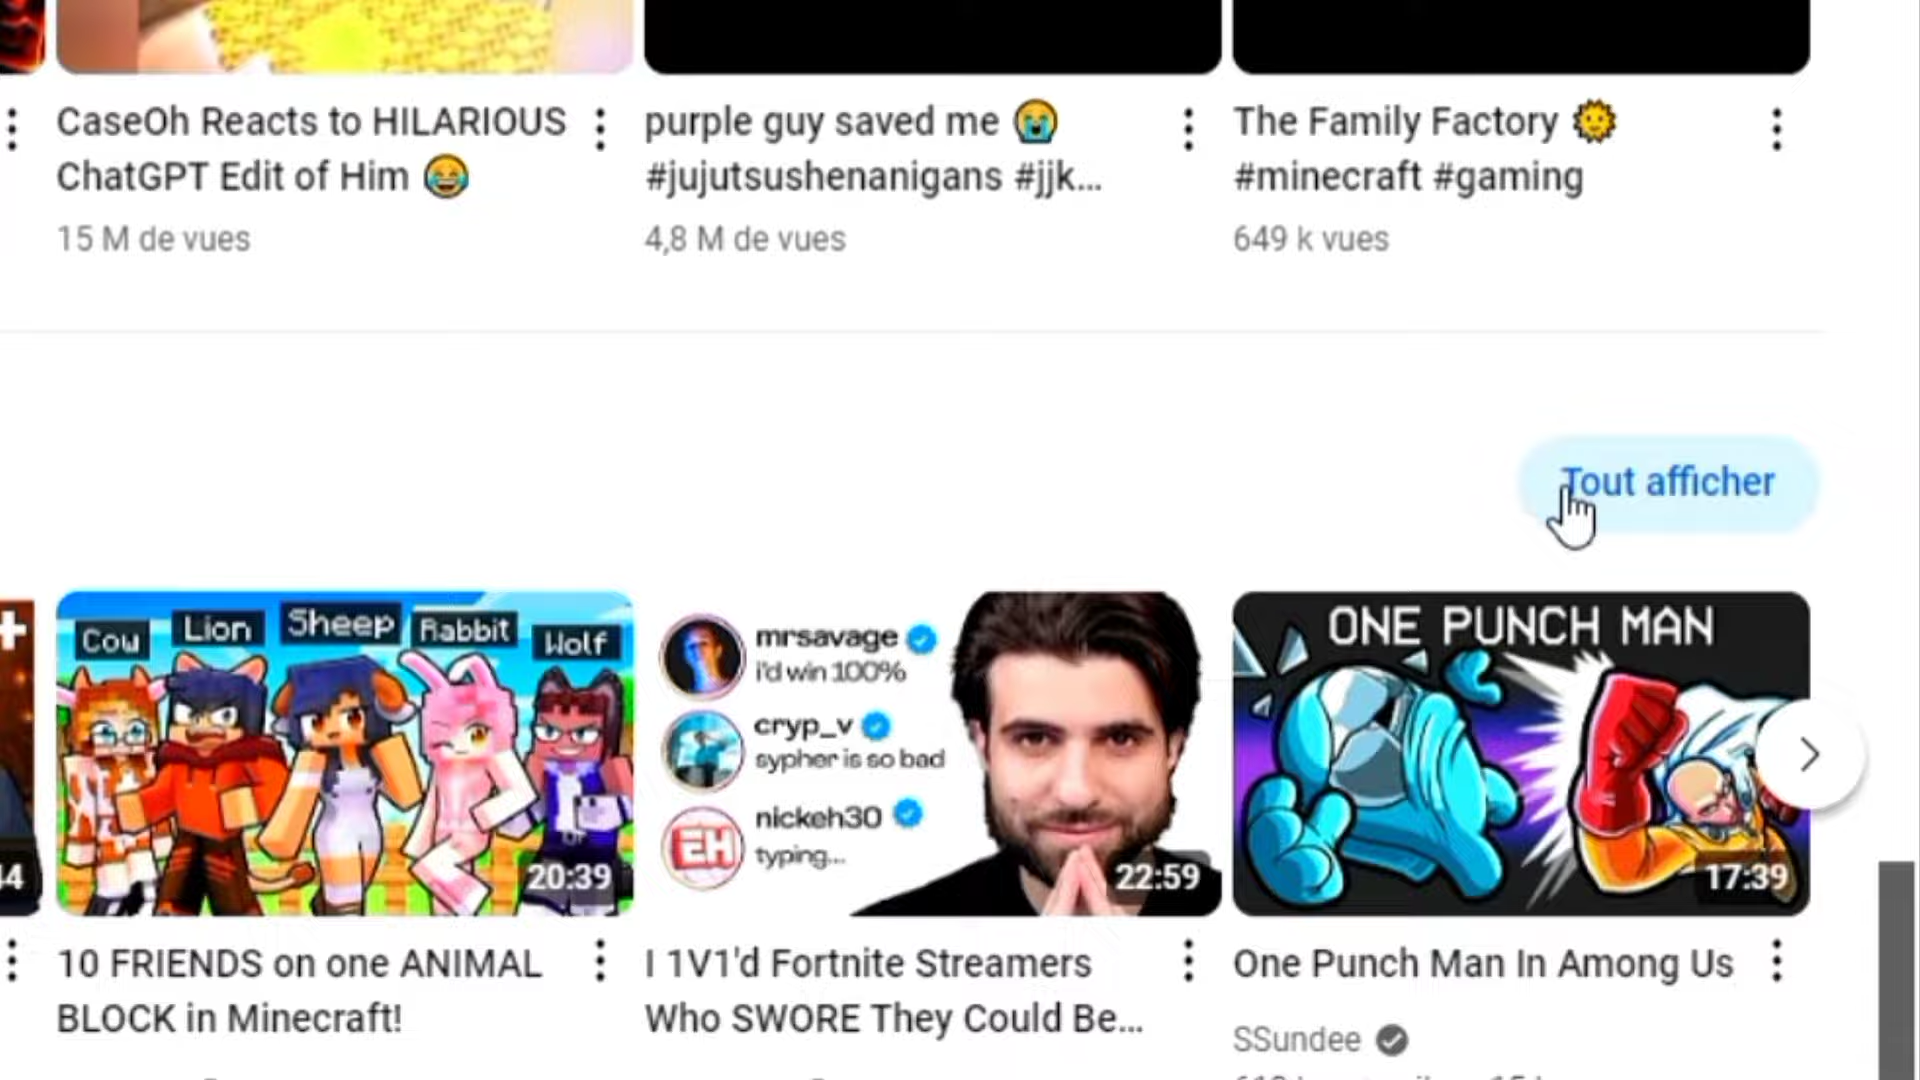 CaseOh Reacts to HILARIOUS
ChatGPT Edit of Him 😂
15 M de vues
purple guy saved me 😭
#jujutsushenanigans #jjk...
4,8 M de vues
The Family Factory 🌞
#minecraft #gaming
649 k vues
Tout afficher
44
Cow
Lion
Sheep
Rabbit
Wolf
20:39
mrsavage
i'd win 100%
cryp_v
sypher is so bad
nickeh30
typing...
EH
22:59
ONE PUNCH MAN
17:39
10 FRIENDS on one ANIMAL
BLOCK in Minecraft!
I 1V1'd Fortnite Streamers
Who SWORE They Could Be...
One Punch Man In Among Us
SSundee